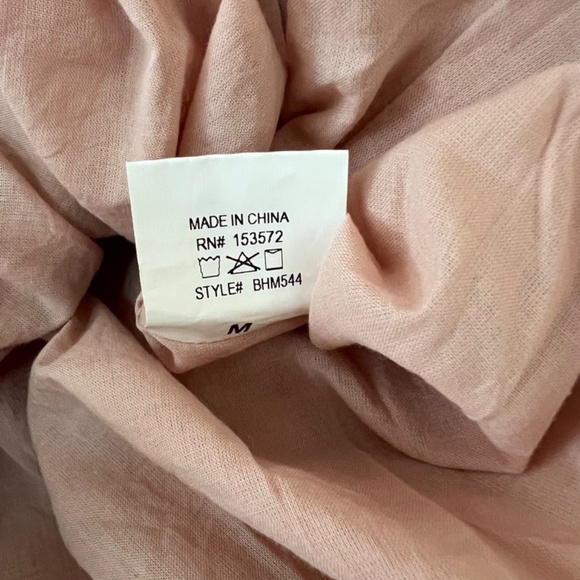 MADE IN CHINA
RN# 153572
STYLE# BHM544
M